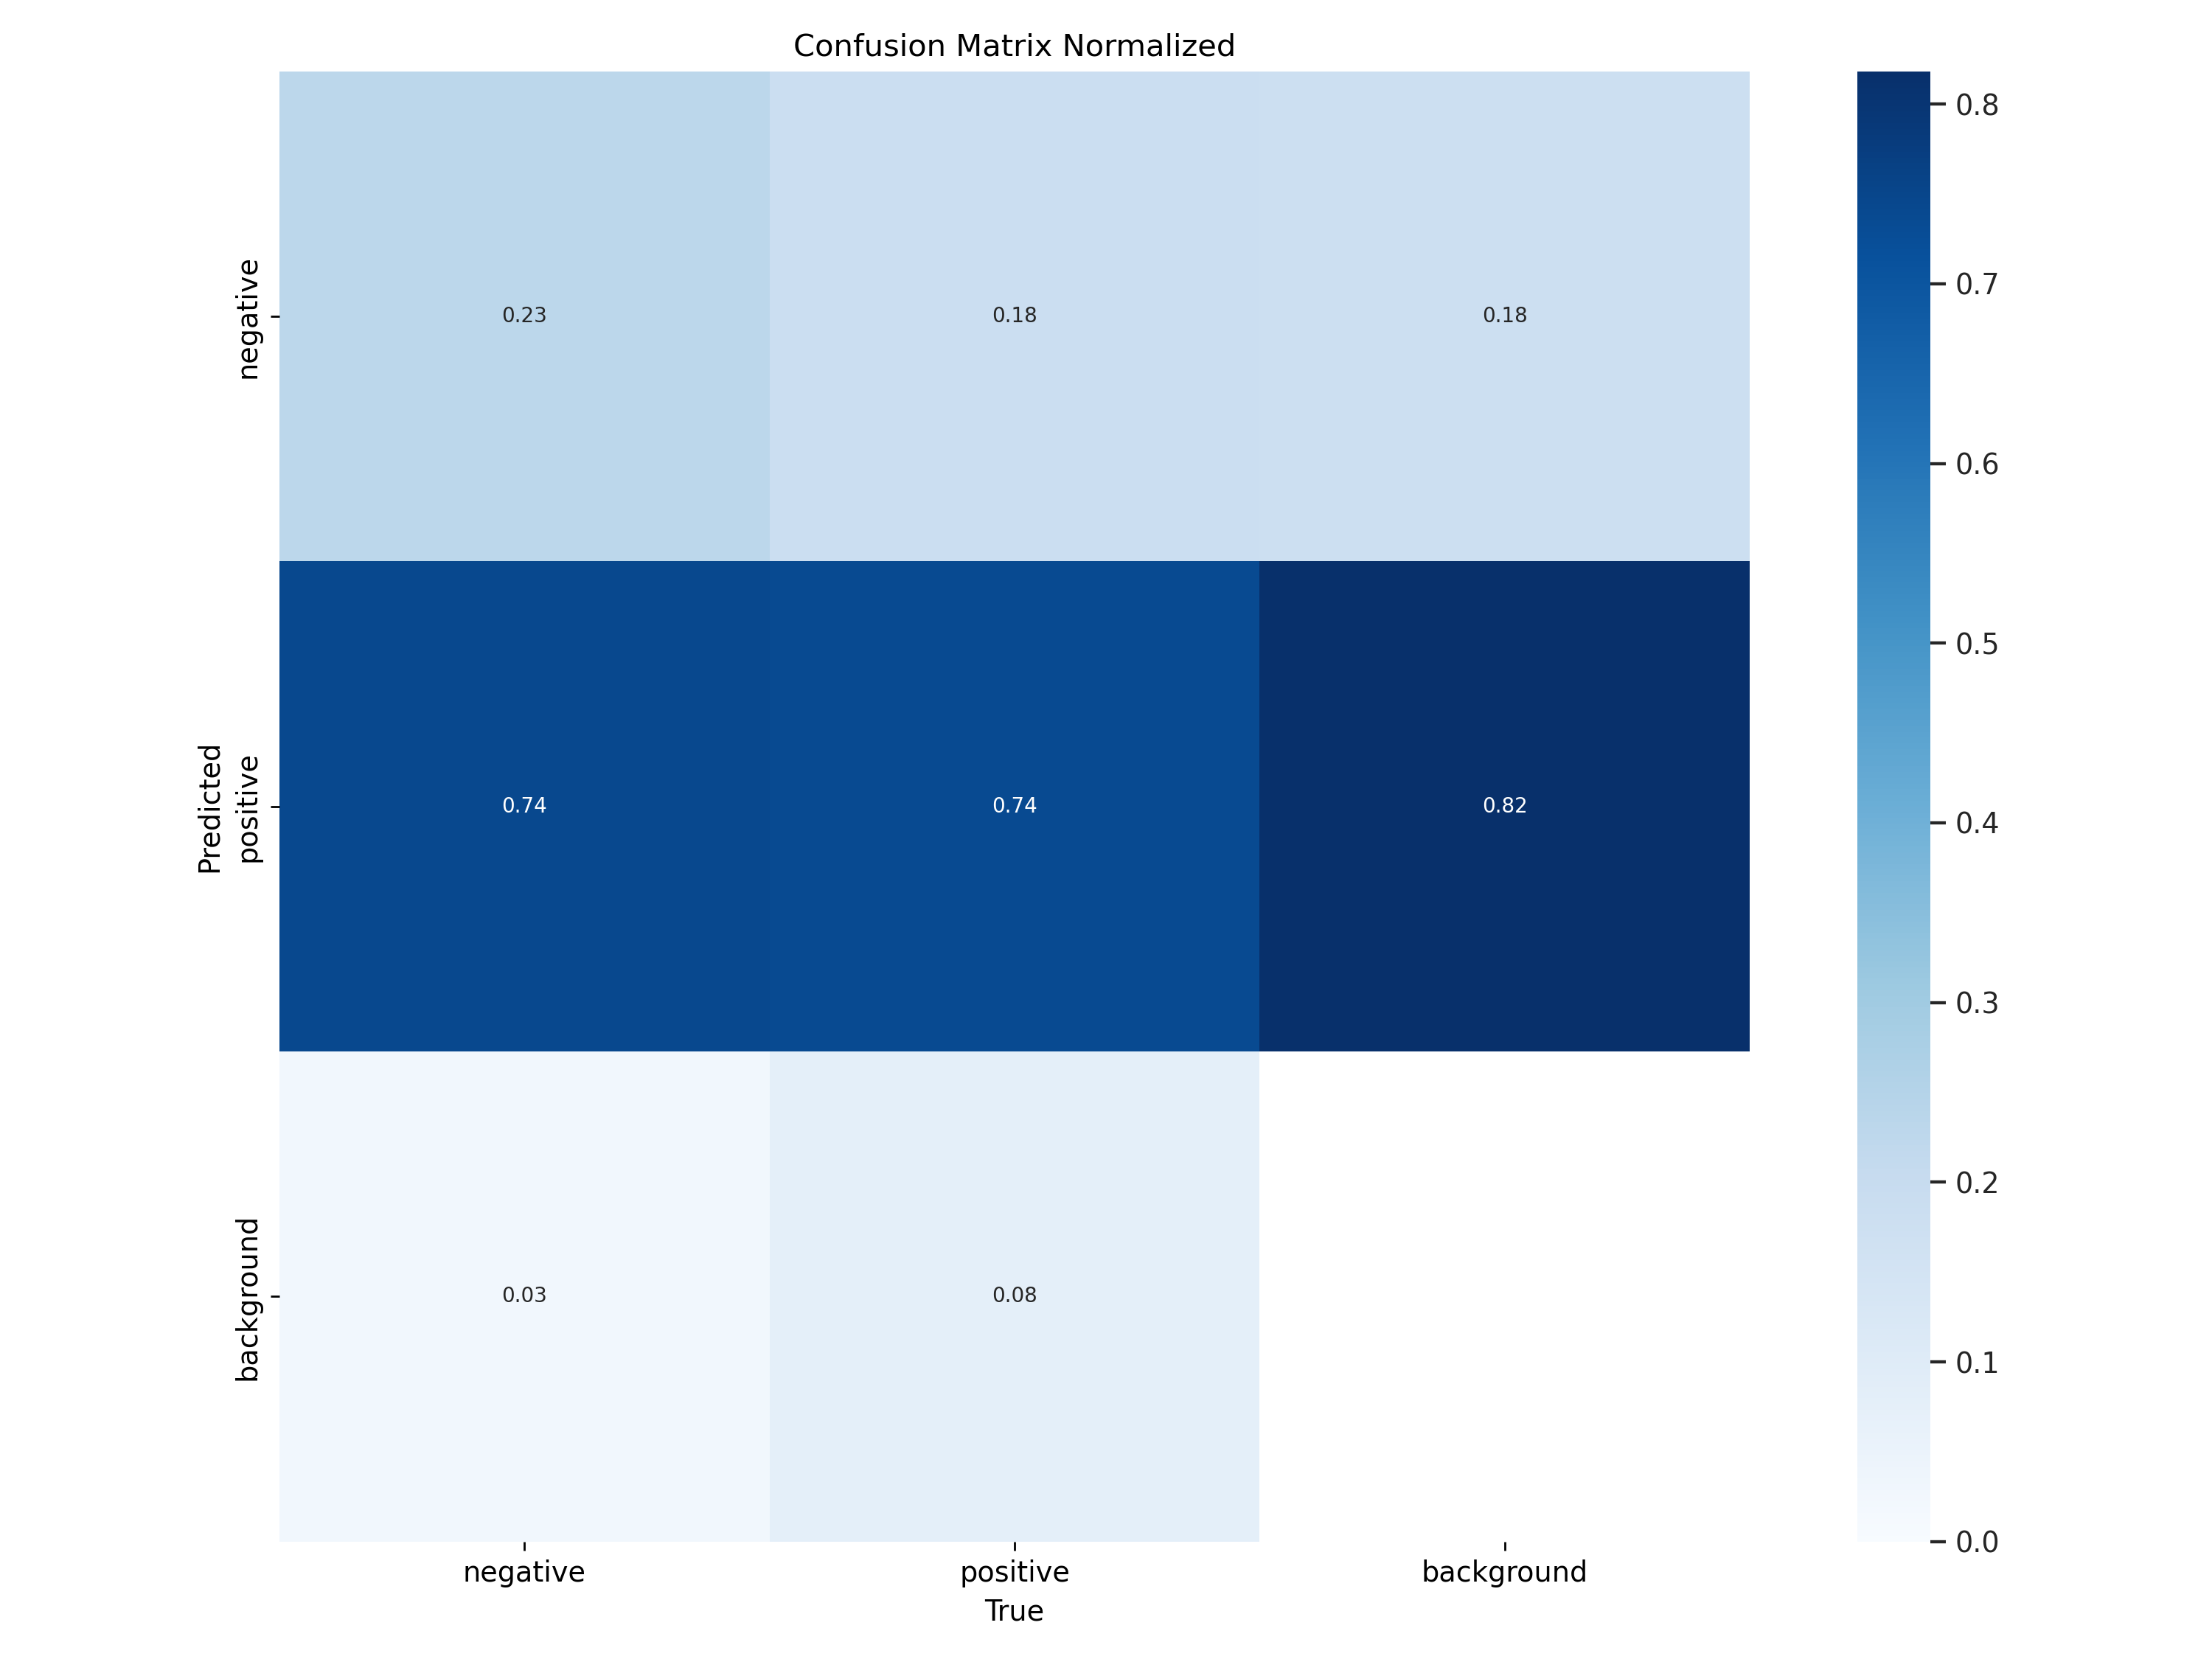 Confusion Matrix Normalized
negative
0.23 0.18 0.18
Predicted
positive
0.74 0.74 0.82
background
0.03 0.08
negative positive background
True
0.8
0.7
0.6
0.5
0.4
0.3
0.2
0.1
0.0